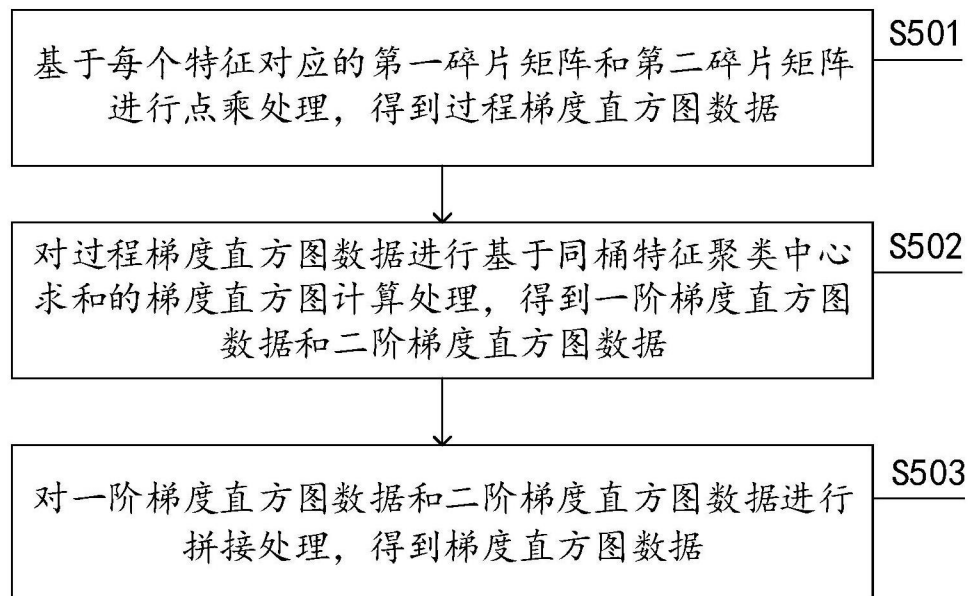 S501
基于每个特征对应的第一碎片矩阵和第二碎片矩阵
进行点乘处理，得到过程梯度直方图数据
S502
对过程梯度直方图数据进行基于同桶特征聚类中心
求和的梯度直方图计算处理，得到一阶梯度直方图
数据和二阶梯度直方图数据
S503
对一阶梯度直方图数据和二阶梯度直方图数据进行
拼接处理，得到梯度直方图数据